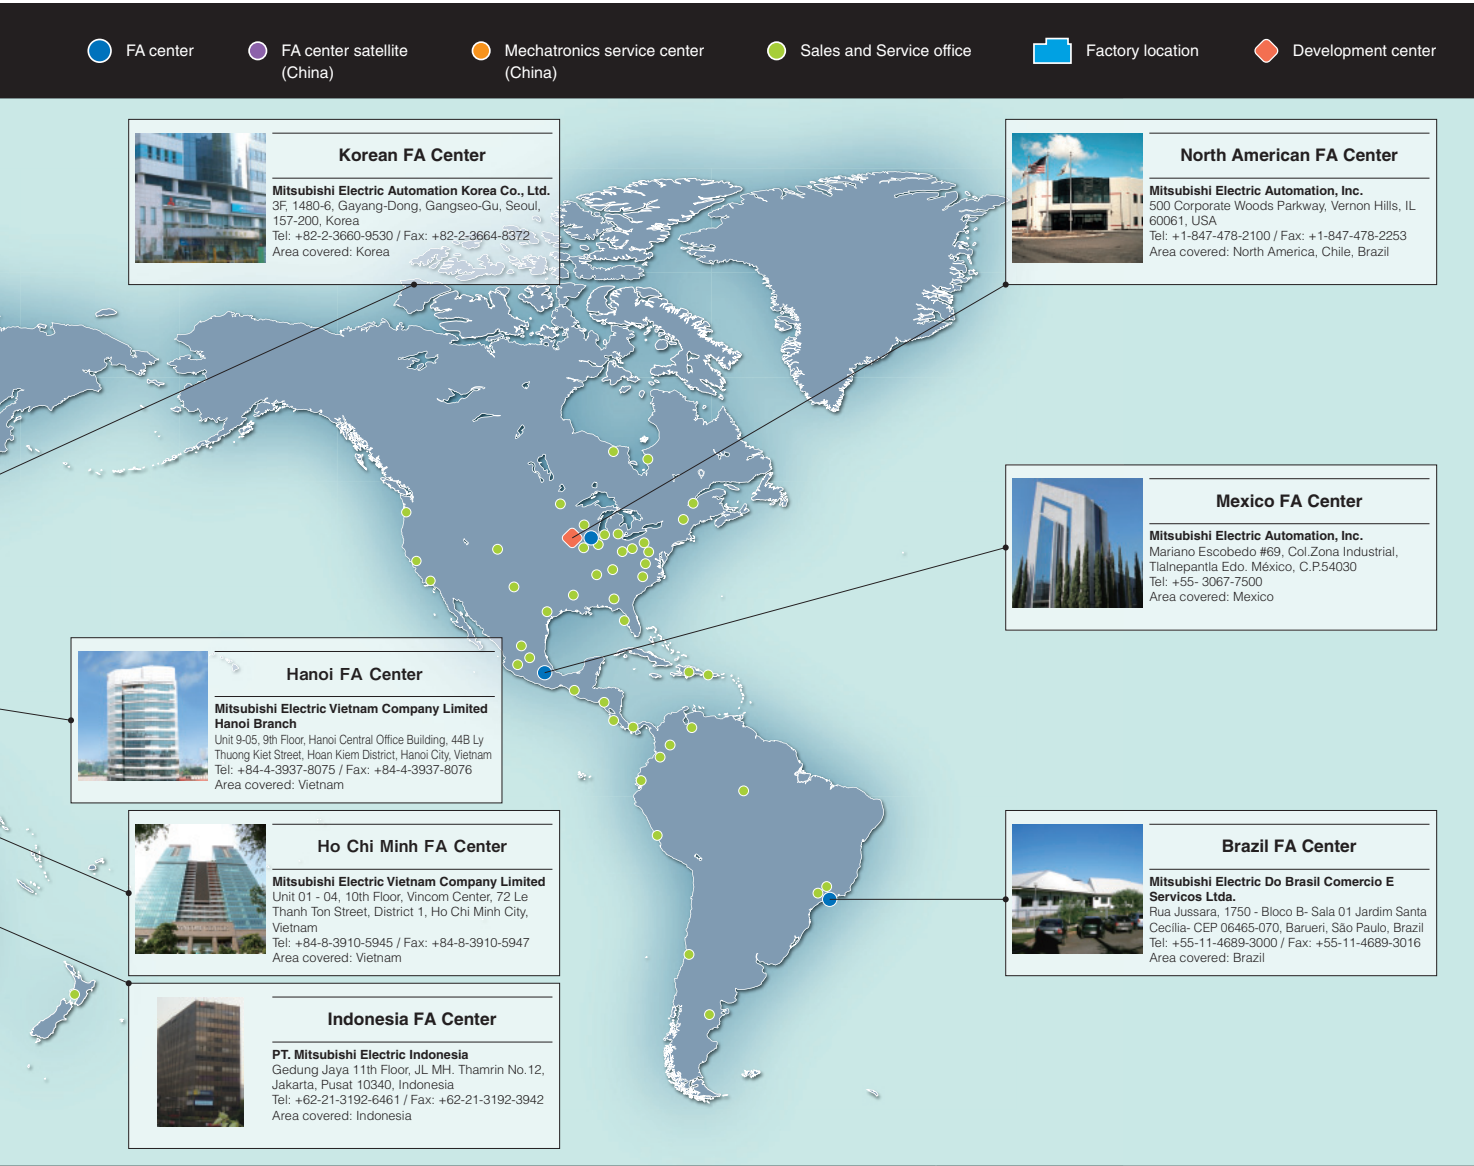 FA center
FA center satellite
(China)
Mechatronics service center
(China)
Sales and Service office
Factory location
Development center
Korean FA Center
Mitsubishi Electric Automation Korea Co., Ltd.
3F, 1480-6, Gayang-Dong, Gangseo-Gu, Seoul,
157-200, Korea
Tel: +82-2-3660-9530 / Fax: +82-2-3664-8372
Area covered: Korea
North American FA Center
Mitsubishi Electric Automation, Inc.
500 Corporate Woods Parkway, Vernon Hills, IL
60061, USA
Tel: +1-847-478-2100 / Fax: +1-847-478-2253
Area covered: North America, Chile, Brazil
Mexico FA Center
Mitsubishi Electric Automation, Inc.
Mariano Escobedo #69, Col.Zona Industrial,
Tlalnepantla Edo. México, C.P.54030
Tel: +55- 3067-7500
Area covered: Mexico
Hanoi FA Center
Mitsubishi Electric Vietnam Company Limited
Hanoi Branch
Unit 9-05, 9th Floor, Hanoi Central Office Building, 44B Ly
Thuong Kiet Street, Hoan Kiem District, Hanoi City, Vietnam
Tel: +84-4-3937-8075 / Fax: +84-4-3937-8076
Area covered: Vietnam
Ho Chi Minh FA Center
Mitsubishi Electric Vietnam Company Limited
Unit 01 - 04, 10th Floor, Vincom Center, 72 Le
Thanh Ton Street, District 1, Ho Chi Minh City,
Vietnam
Tel: +84-8-3910-5945 / Fax: +84-8-3910-5947
Area covered: Vietnam
Brazil FA Center
Mitsubishi Electric Do Brasil Comercio E
Servicos Ltda.
Rua Jussara, 1750 - Bloco B- Sala 01 Jardim Santa
Cecília- CEP 06465-070, Barueri, São Paulo, Brazil
Tel: +55-11-4689-3000 / Fax: +55-11-4689-3016
Area covered: Brazil
Indonesia FA Center
PT. Mitsubishi Electric Indonesia
Gedung Jaya 11th Floor, JL MH. Thamrin No.12,
Jakarta, Pusat 10340, Indonesia
Tel: +62-21-3192-6461 / Fax: +62-21-3192-3942
Area covered: Indonesia